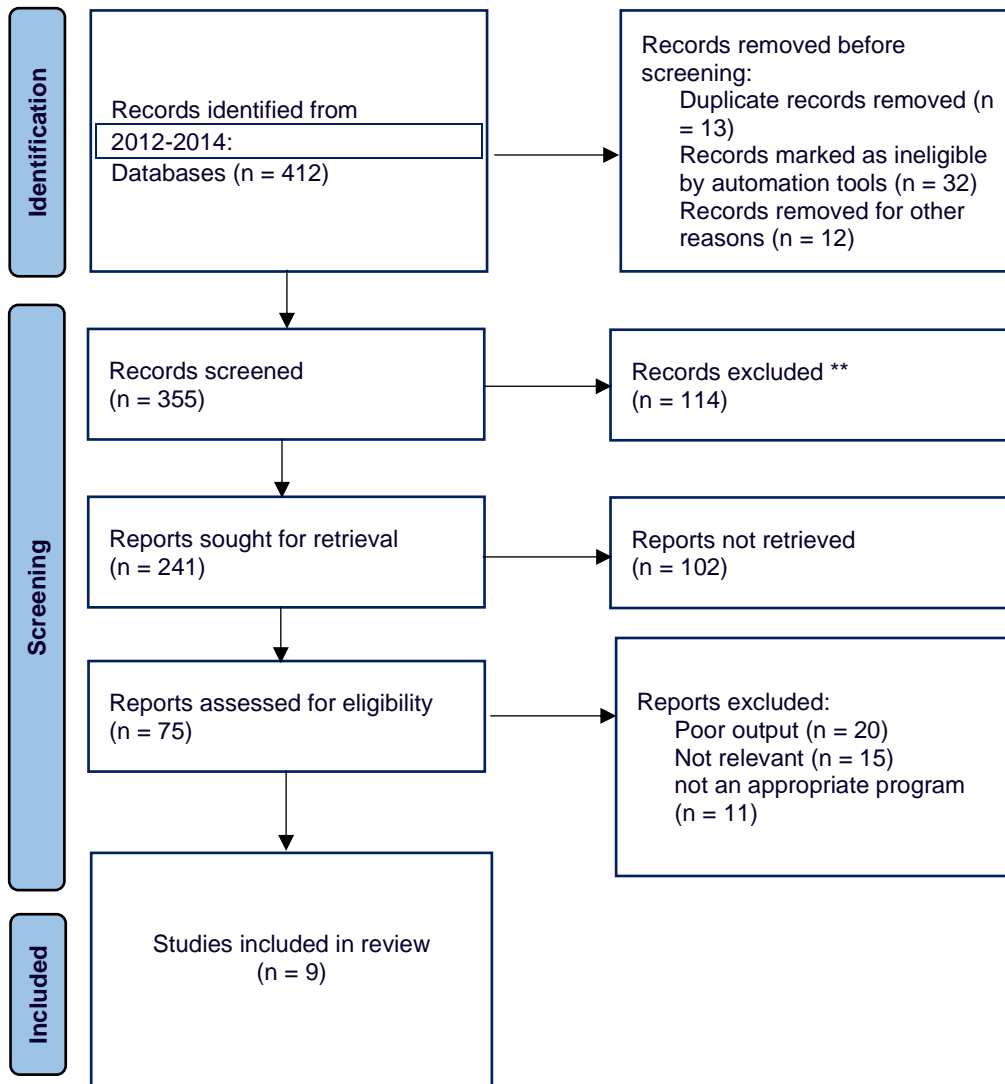 Identification
Records identified from
2012-2014:
Databases (n = 412)
Records removed before
screening:
Duplicate records removed (n
= 13)
Records marked as ineligible
by automation tools (n = 32)
Records removed for other
reasons (n = 12)
Screening
Records screened
(n = 355)
Records excluded **
(n = 114)
Reports sought for retrieval
(n = 241)
Reports not retrieved
(n = 102)
Reports assessed for eligibility
(n = 75)
Reports excluded:
Poor output (n = 20)
Not relevant (n = 15)
not an appropriate program
(n = 11)
Included
Studies included in review
(n = 9)